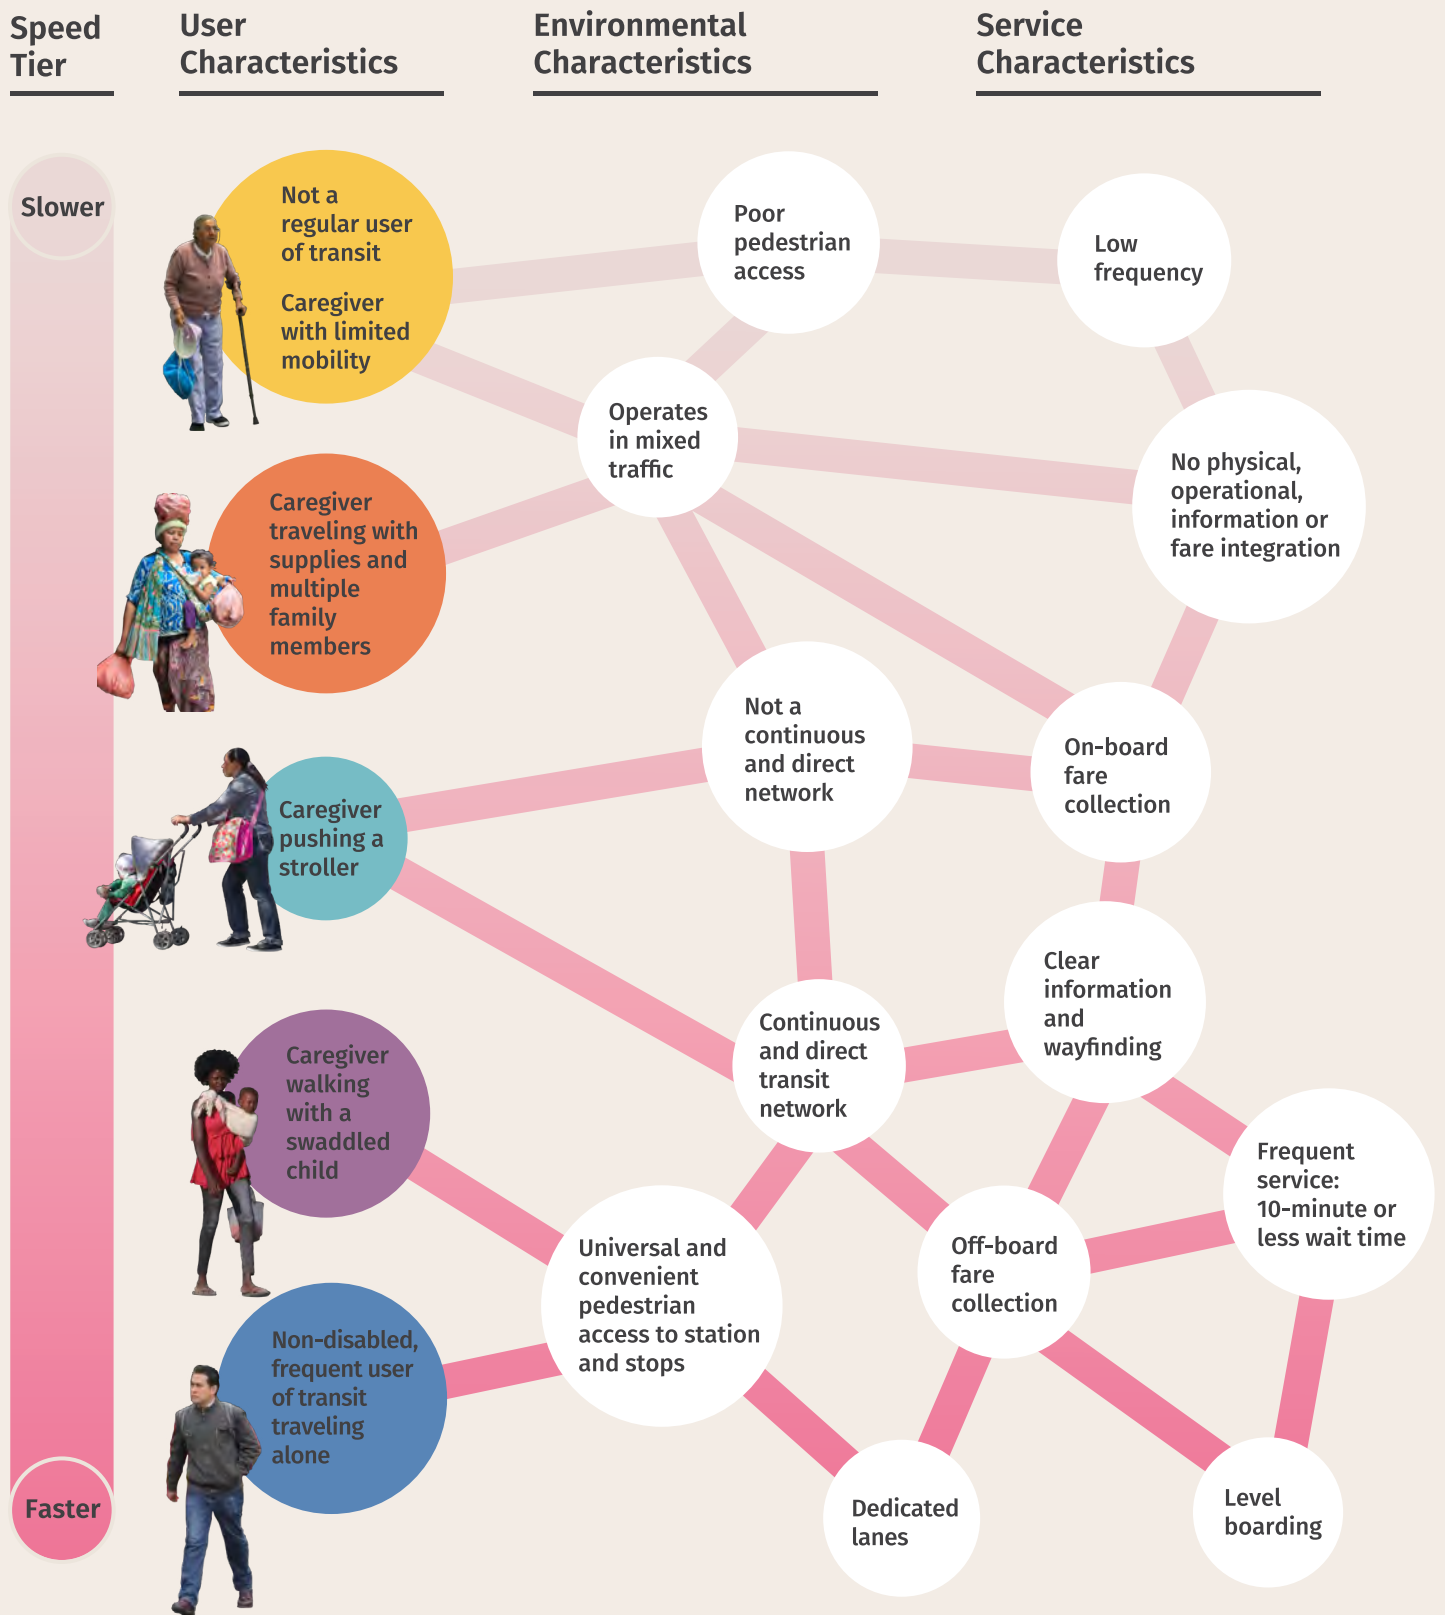 Speed
Tier
User
Characteristics
Environmental
Characteristics
Service
Characteristics
Slower
Not a
regular user
of transit
Caregiver
with limited
mobility
Poor
pedestrian
access
Low
frequency
Operates
in mixed
traffic
No physical,
operational,
information or
fare integration
Caregiver
traveling with
supplies and
multiple
family
members
Not a
continuous
and direct
network
On-board
fare
collection
Caregiver
pushing a
stroller
Clear
information
and
wayfinding
Continuous
and direct
transit
network
Caregiver
walking
with a
swaddled
child
Frequent
service:
10-minute or
less wait time
Universal and
convenient
pedestrian
access to station
and stops
Off-board
fare
collection
Non-disabled,
frequent user
of transit
traveling
alone
Faster
Dedicated
lanes
Level
boarding